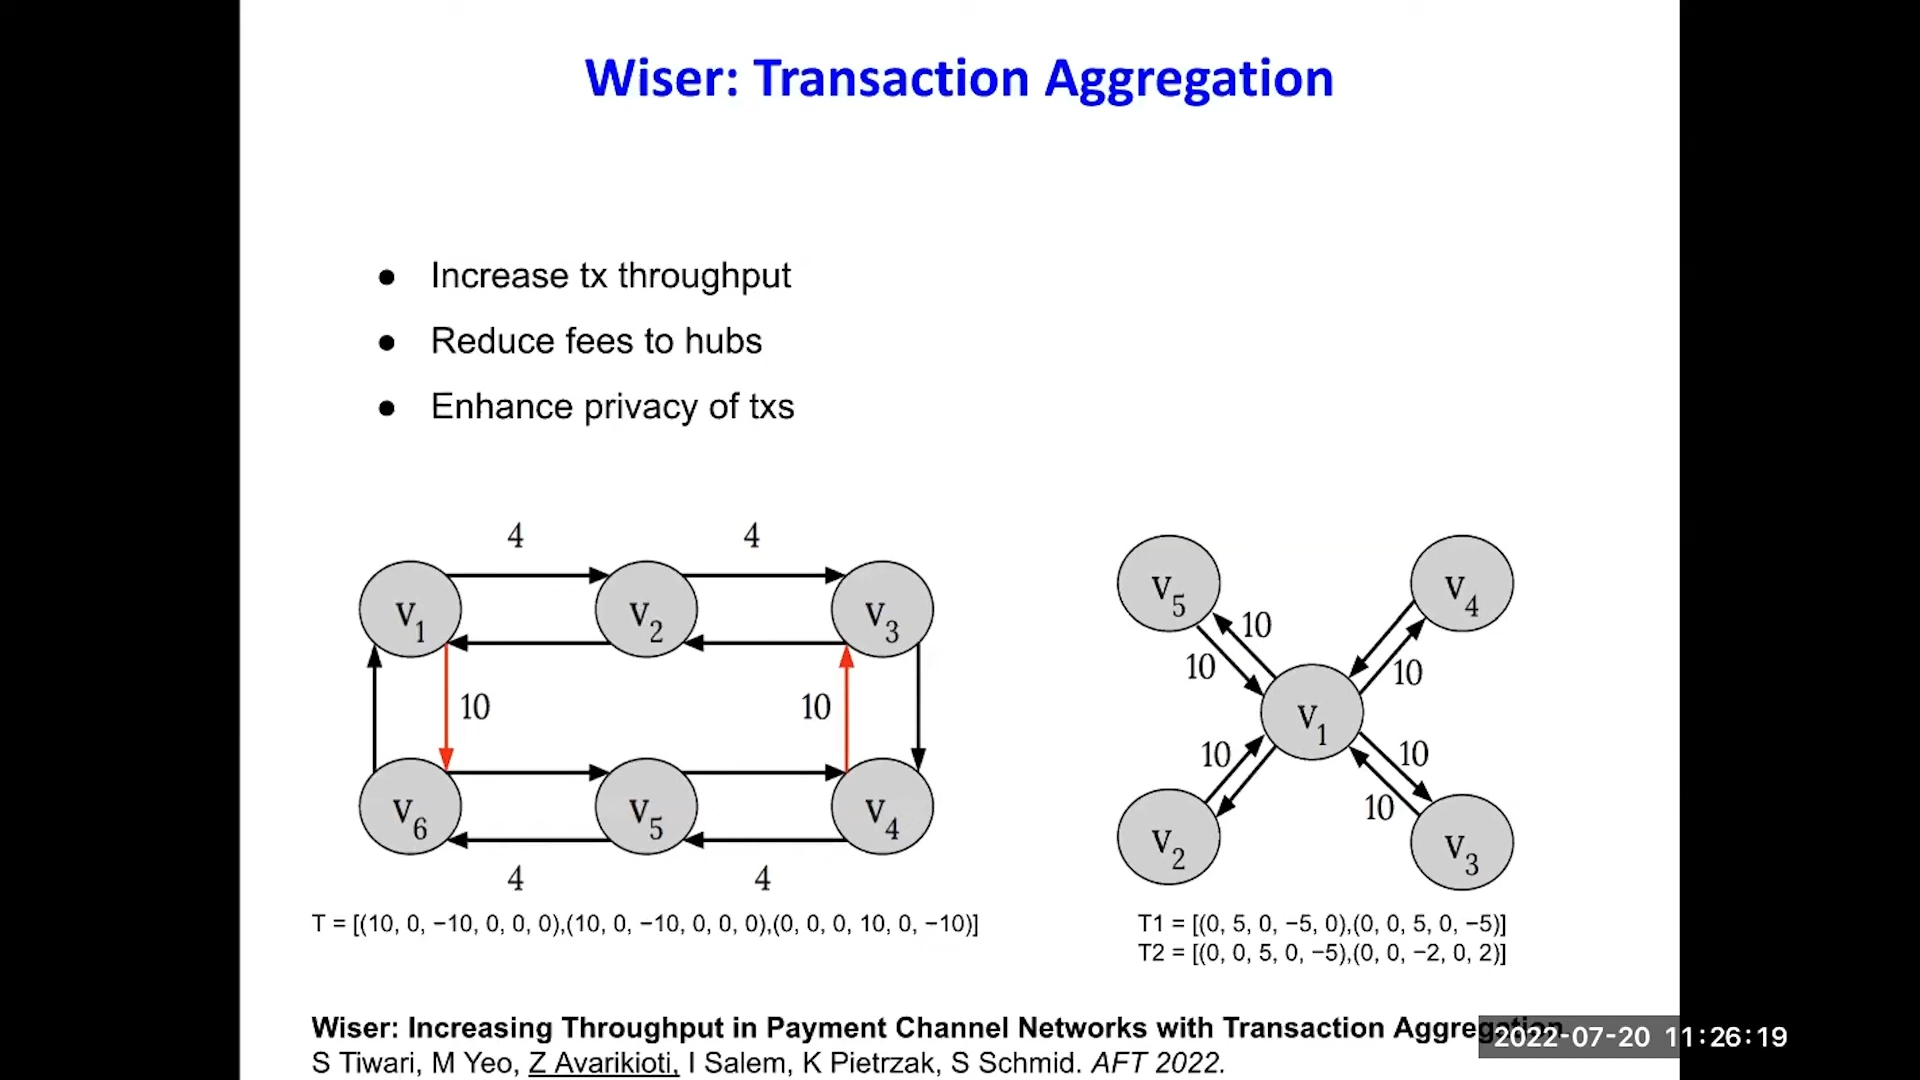 Wiser: Transaction Aggregation
● Increase tx throughput
● Reduce fees to hubs
● Enhance privacy of txs
4 4
V1 V2 V3
10 10
V6 V5 V4
4 4
T = [(10, 0, −10, 0, 0, 0),(10, 0, −10, 0, 0, 0),(0, 0, 0, 10, 0, −10)]
V5 V4
10
10 10
V1
10 10
10
V2 V3
T1 = [(0, 5, 0, −5, 0),(0, 0, 5, 0, −5)]
T2 = [(0, 0, 5, 0, −5),(0, 0, −2, 0, 2)]
Wiser: Increasing Throughput in Payment Channel Networks with Transaction Aggregation.
S Tiwari, M Yeo, Z Avarikioti, I Salem, K Pietrzak, S Schmid. AFT 2022.
2022-07-20 11:26:19